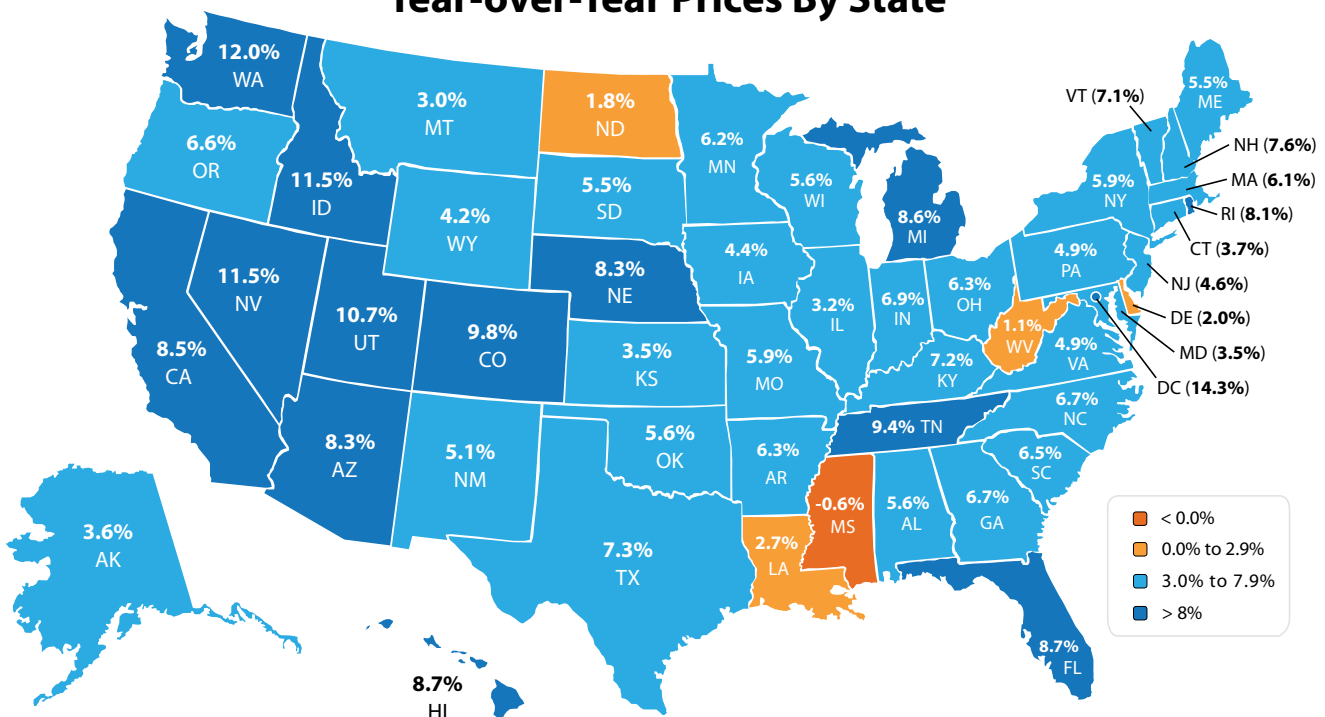 Year-over-Year Prices By State
12.0%
WA
3.0%
MT
1.8%
ND
6.2%
MN
6.6%
OR
11.5%
ID
5.5%
SD
5.6%
WI
4.2%
WY
8.6%
MI
VT (7.1%)
5.5%
ME
NH (7.6%)
MA (6.1%)
5.9%
NY
RI (8.1%)
CT (3.7%)
11.5%
NV
8.3%
NE
4.4%
IA
4.9%
PA
NJ (4.6%)
10.7%
UT
9.8%
CO
3.2%
IL
6.9%
IN
6.3%
OH
DE (2.0%)
8.5%
CA
3.5%
KS
5.9%
MO
7.2%
KY
1.1%
WV
4.9%
VA
MD (3.5%)
DC (14.3%)
8.3%
AZ
5.1%
NM
5.6%
OK
6.3%
AR
9.4% TN
6.7%
NC
6.5%
SC
3.6%
AK
7.3%
TX
2.7%
LA
-0.6%
MS
5.6%
AL
6.7%
GA
< 0.0%
0.0% to 2.9%
3.0% to 7.9%
> 8%
8.7%
HI
8.7%
FL